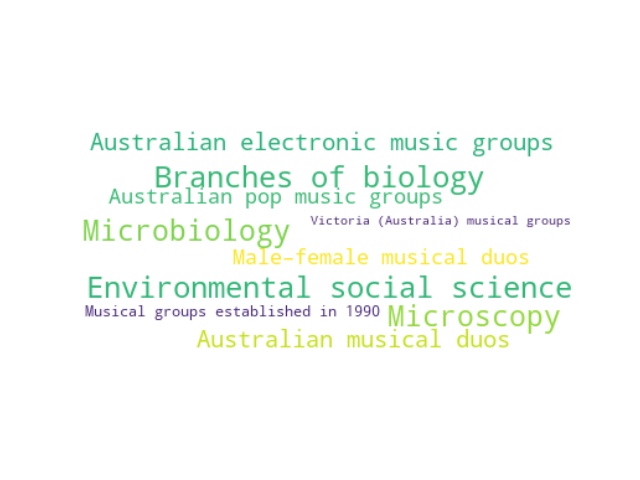 Australian electronic music groups
Branches of biology
Australian pop music groups
Victoria (Australia) musical groups
Microbiology
Male-female musical duos
Environmental social science
Musical groups established in 1990
Microscopy
Australian musical duos